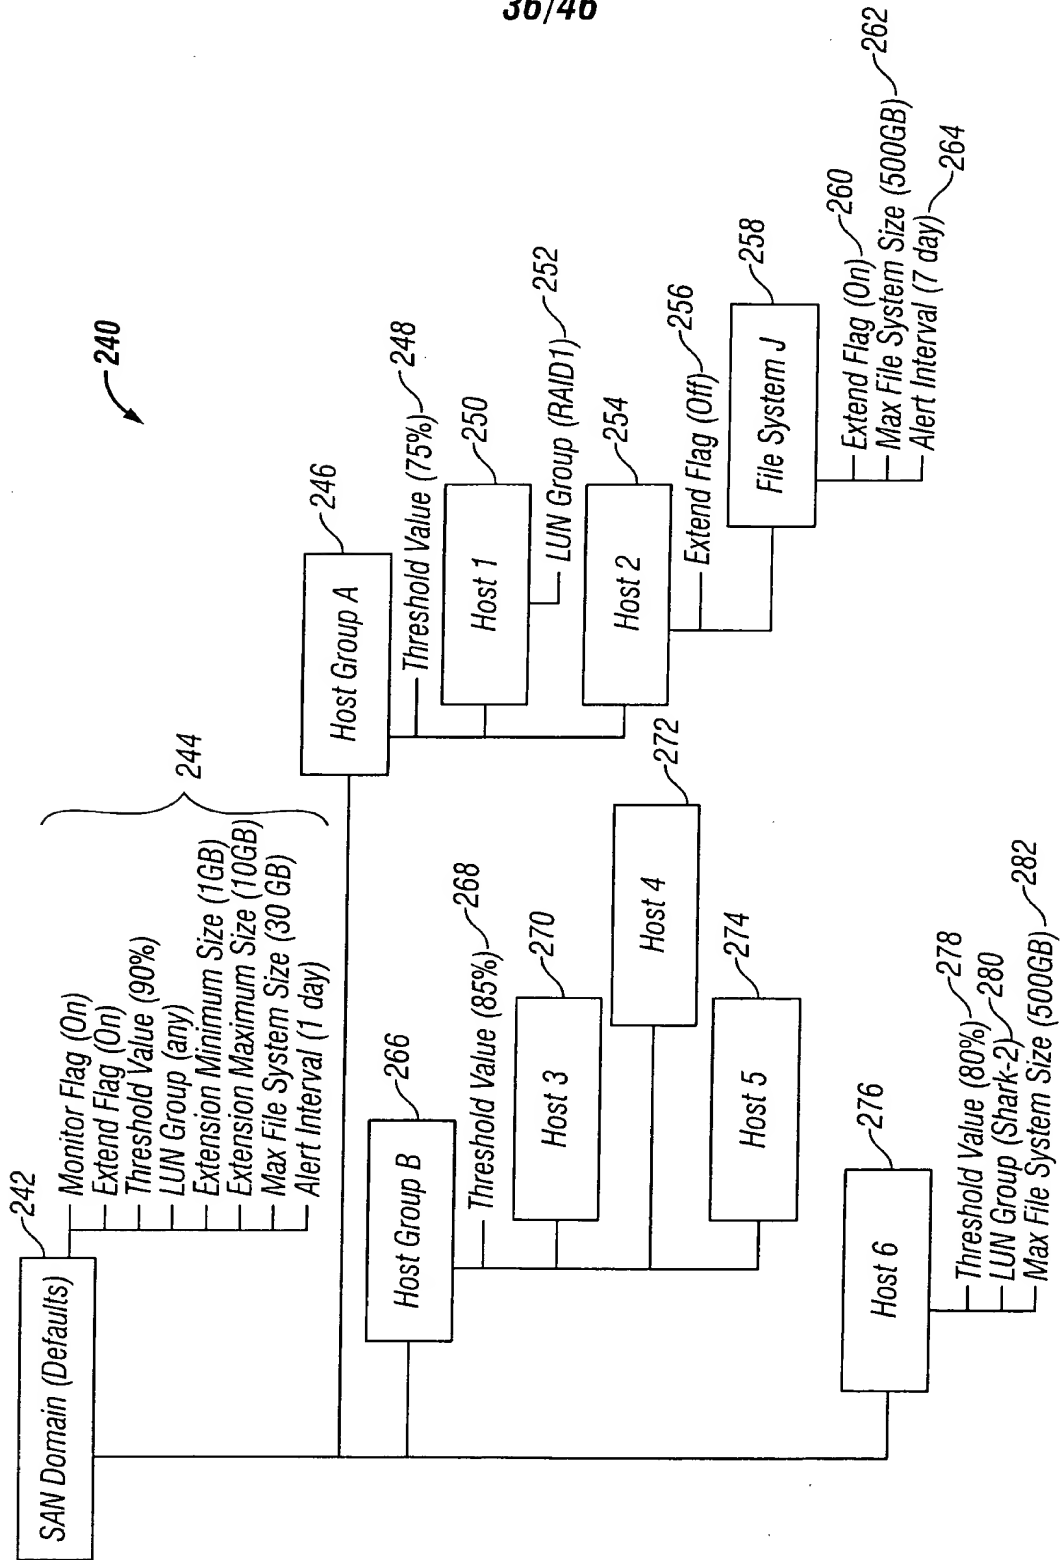 36/46
240
SAN Domain (Defaults)
242
Monitor Flag (On)
Extend Flag (On)
Threshold Value (90%)
LUN Group (any)
Extension Minimum Size (1GB)
Extension Maximum Size (10GB)
Max File System Size (30 GB)
Alert Interval (1 day)
244
Host Group A
246
Threshold Value (75%)
248
Host 1
250
LUN Group (RAID1)
252
Host 2
254
Extend Flag (Off)
256
File System J
258
Extend Flag (On)
260
Max File System Size (500GB)
262
Alert Interval (7 day)
264
Host Group B
266
Threshold Value (85%)
268
Host 3
270
Host 4
272
Host 5
274
Host 6
276
Threshold Value (80%)
278
LUN Group (Shark-2)
280
Max File System Size (500GB)
282